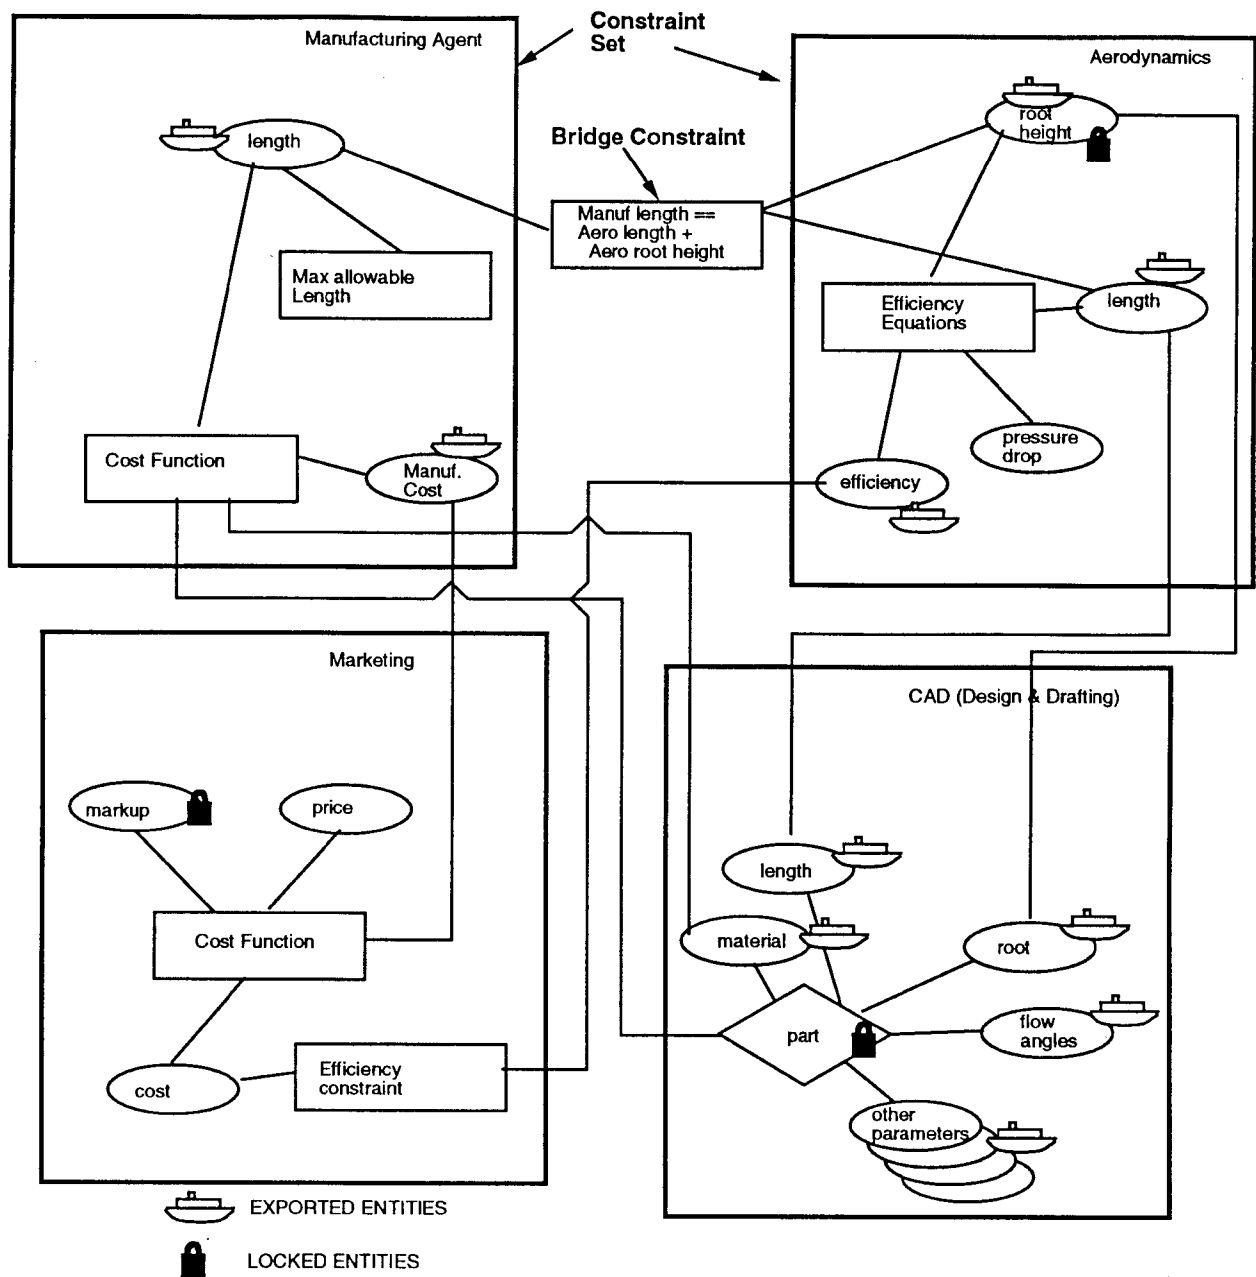 Constraint
Set
Manufacturing Agent
Aerodynamics
length
root
height
Bridge Constraint
Manuf length ==
Aero length +
Aero root height
Max allowable
Length
Efficiency
Equations
length
Cost Function
Manuf.
Cost
pressure
drop
efficiency
Marketing
CAD (Design & Drafting)
markup
price
length
Cost Function
material
root
part
flow
angles
cost
Efficiency
constraint
other
parameters
EXPORTED ENTITIES
LOCKED ENTITIES